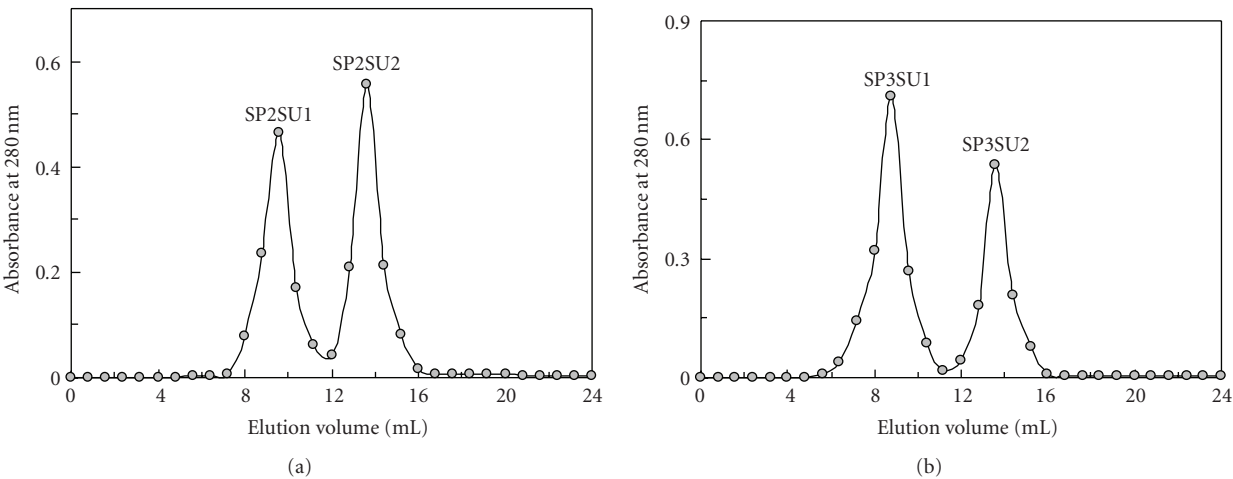 0.6
0.4
0.2
0
SP2SU1
SP2SU2
Absorbance at 280 nm
0 4 8 12 16 20 24
Elution volume (mL)
(a)
0.9
0.6
0.3
0
SP3SU1
SP3SU2
Absorbance at 280 nm
0 4 8 12 16 20 24
Elution volume (mL)
(b)